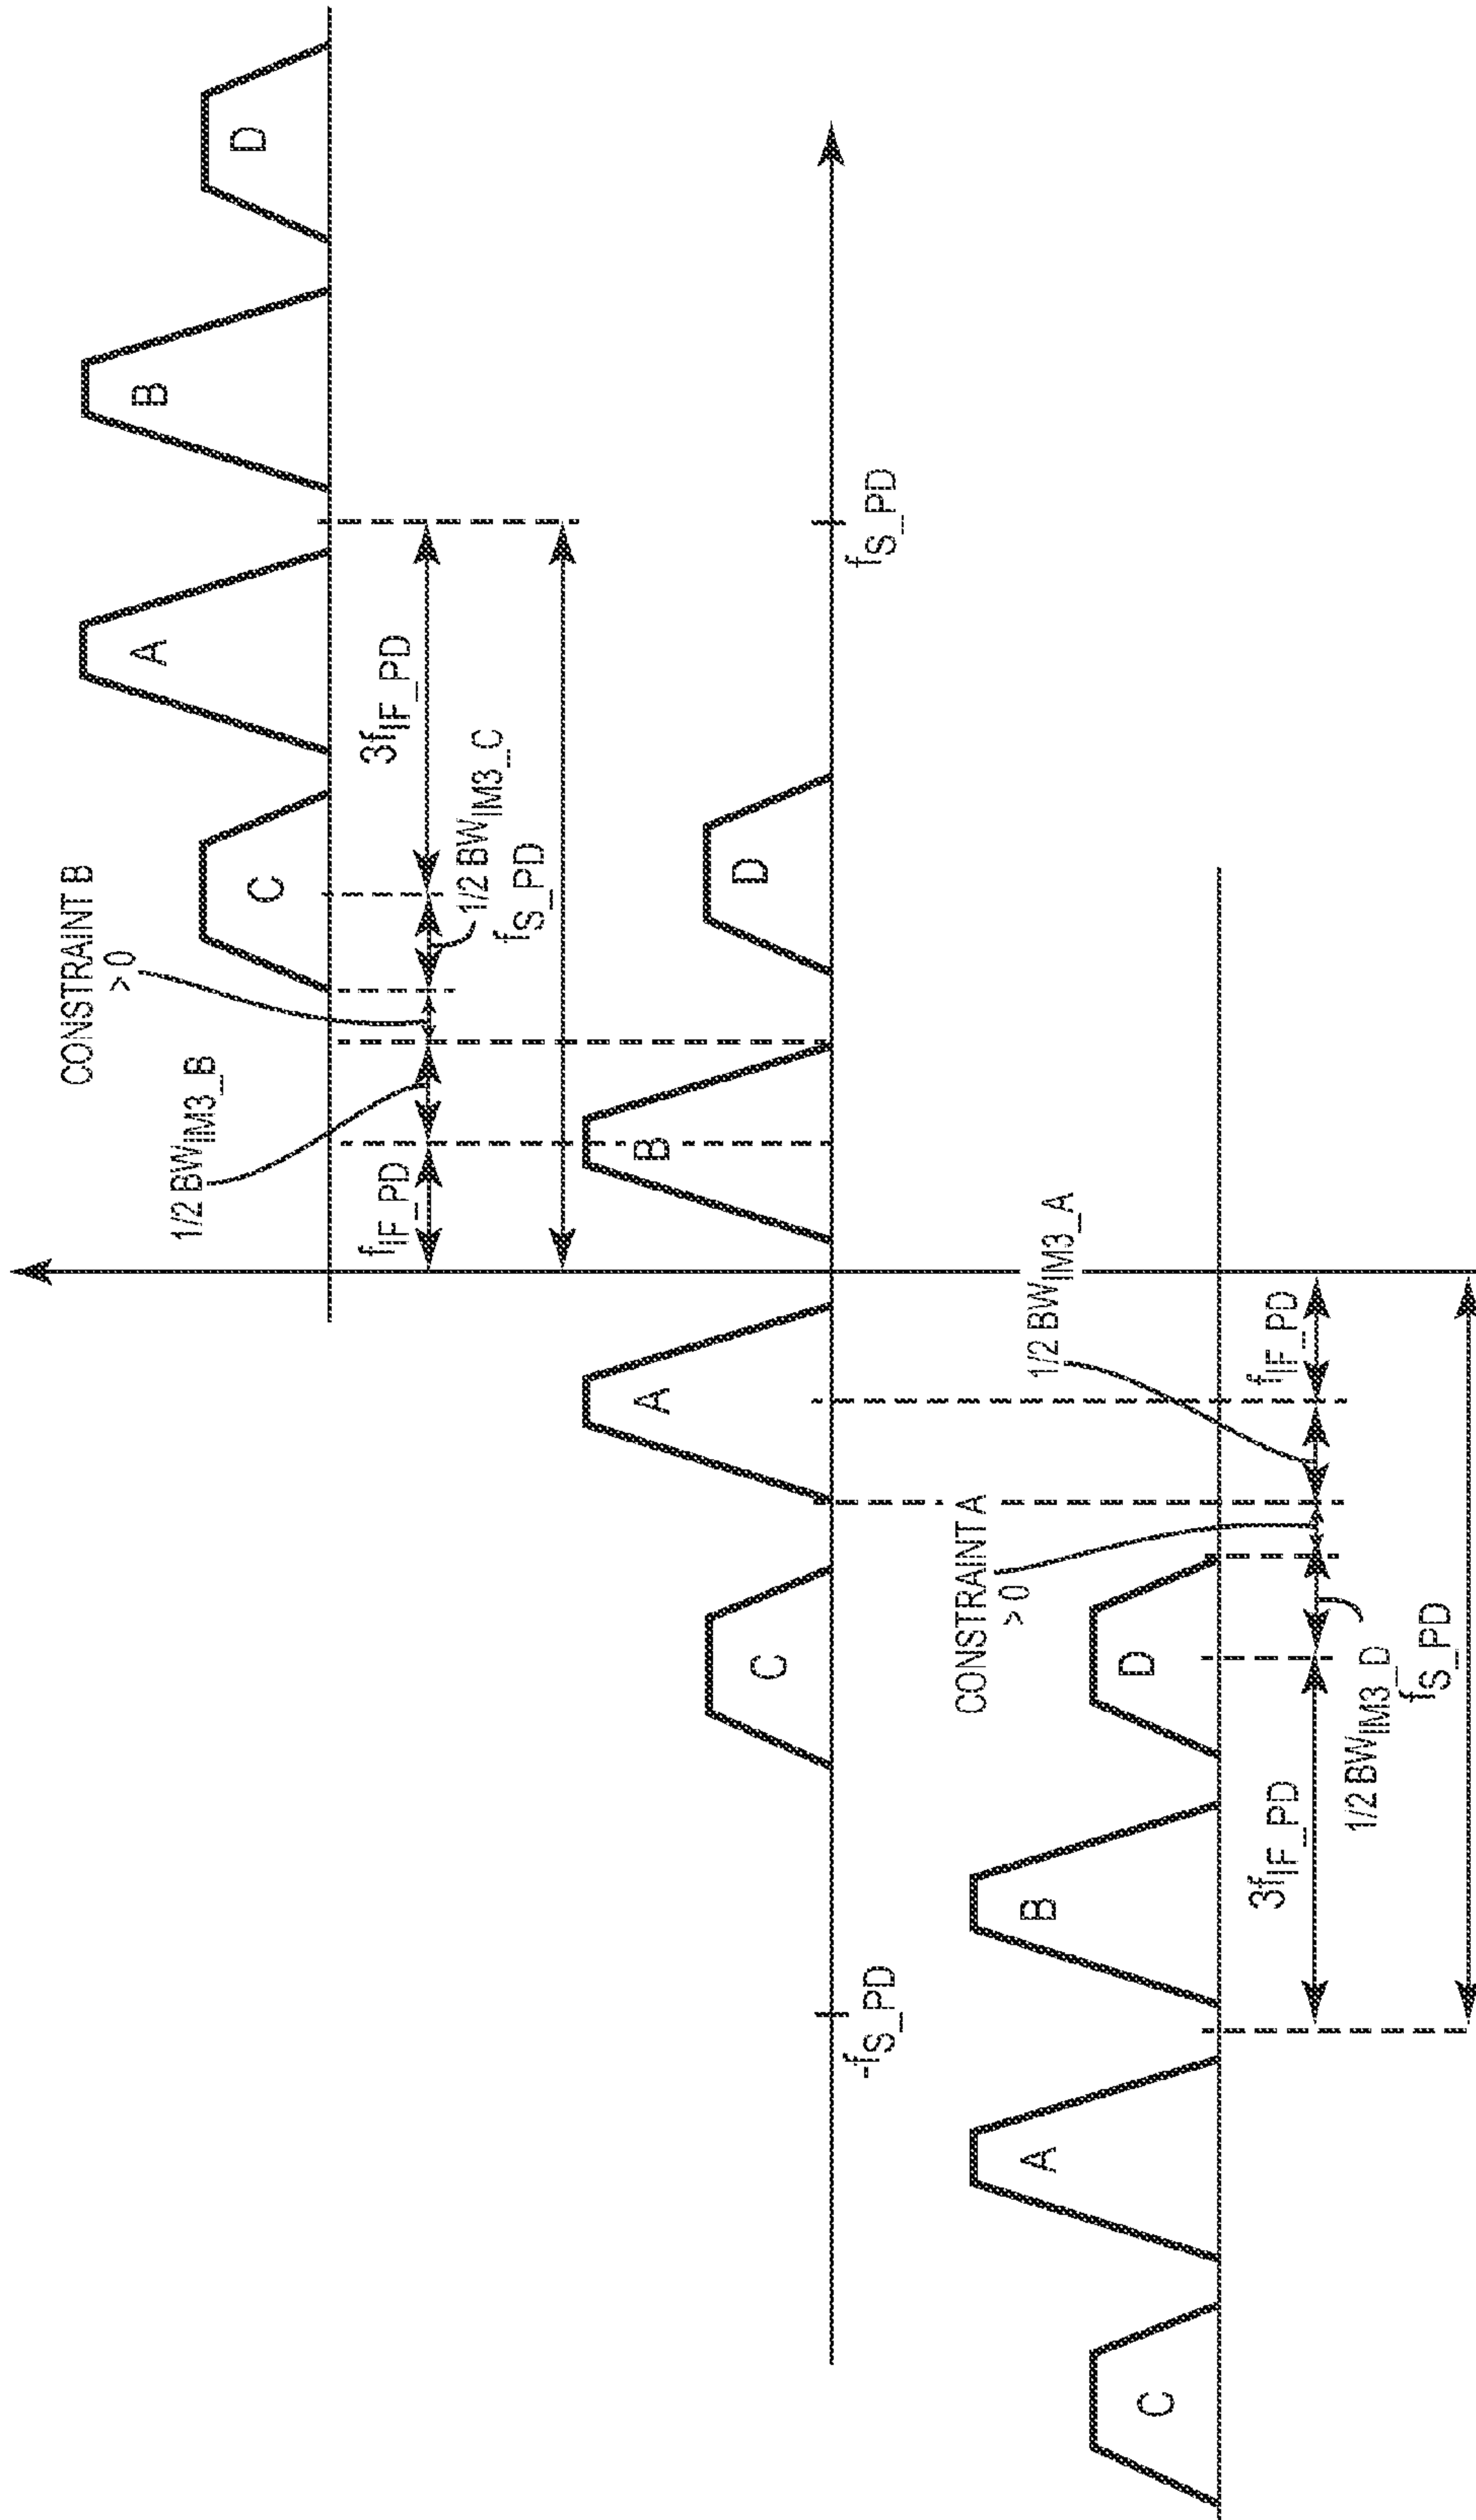 CONSTRAINT B
> 0
1/2 BW_IM3_B
f_IF_PD
3f_IF_PD
1/2 BW_IM3_C
f_S_PD
C
A
B
D
C
A
B
D
-f_S_PD
f_S_PD
CONSTRAINT A
> 0
1/2 BW_IM3_A
C
A
B
D
3f_IF_PD
f_IF_PD
1/2 BW_IM3_D
f_S_PD